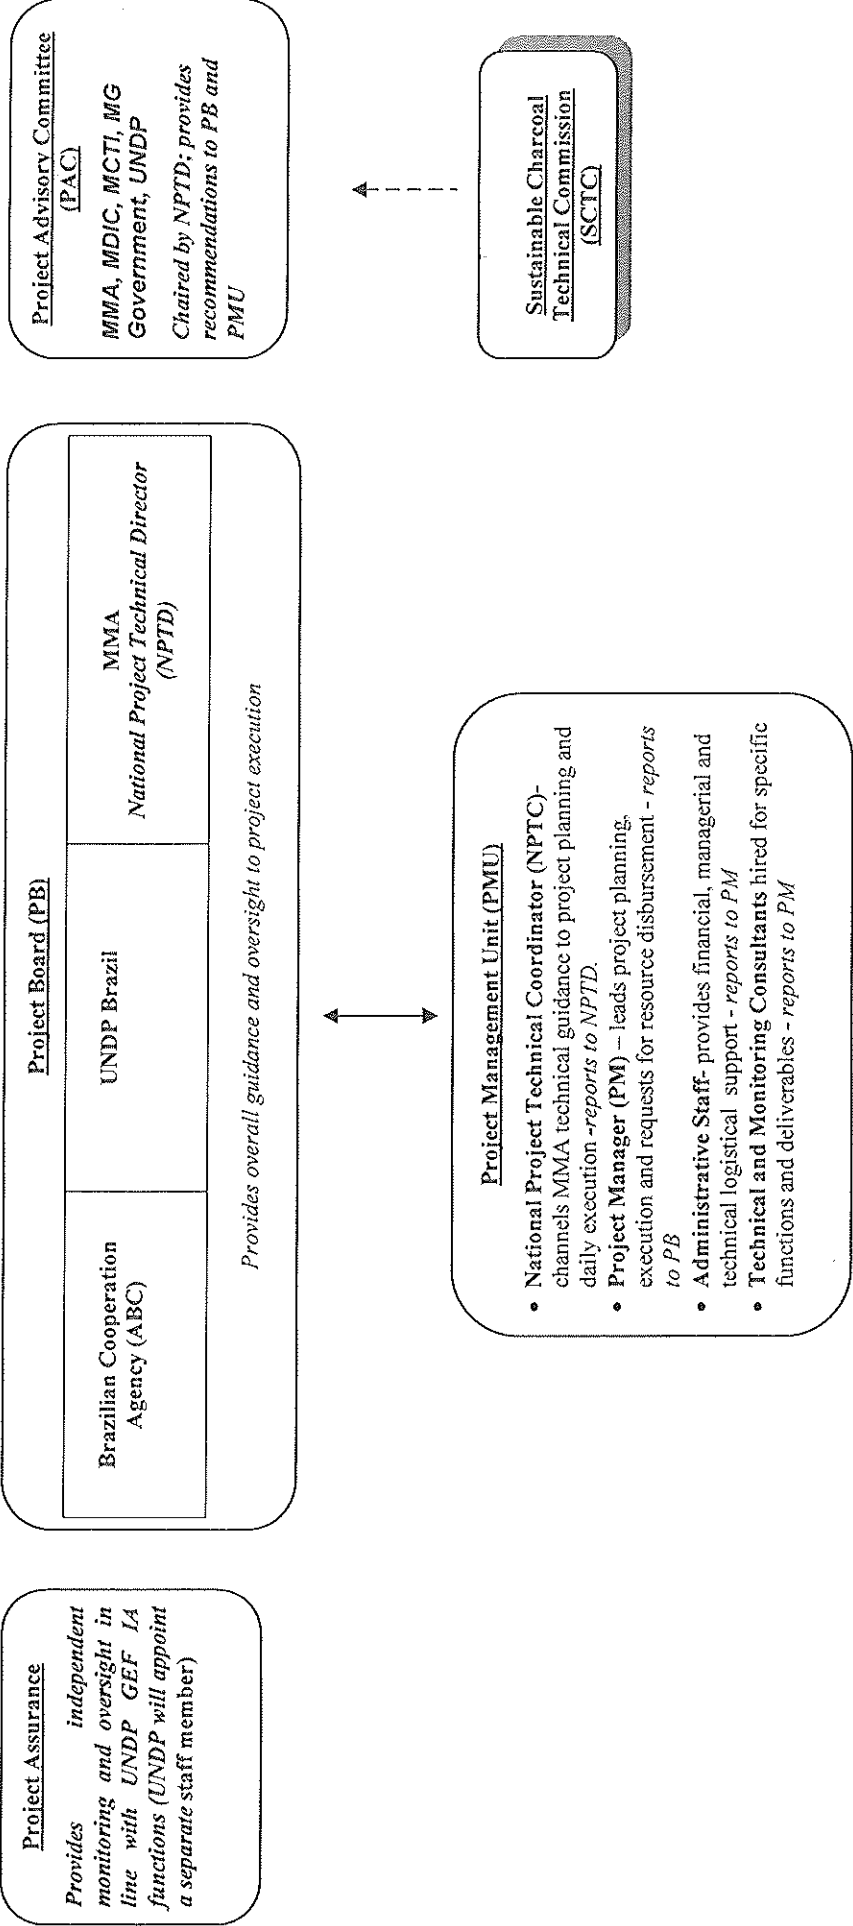 Project Assurance
Provides independent
monitoring and oversight in
line with UNDP GEF IA
functions (UNDP will appoint
a separate staff member)
Project Board (PB)
Brazilian Cooperation
Agency (ABC)
UNDP Brazil
MMA
National Project Technical Director
(NPTD)
Provides overall guidance and oversight to project execution
Project Advisory Committee
(PAC)
MMA, MDIC, MCTI, MG
Government, UNDP
Chaired by NPTD; provides
recommendations to PB and
PMU
Project Management Unit (PMU)
• National Project Technical Coordinator (NPTC)-
channels MMA technical guidance to project planning and
daily execution -reports to NPTD.
• Project Manager (PM) – leads project planning,
execution and requests for resource disbursement - reports
to PB
• Administrative Staff- provides financial, managerial and
technical logistical support - reports to PM
• Technical and Monitoring Consultants hired for specific
functions and deliverables - reports to PM
Sustainable Charcoal
Technical Commission
(SCTC)